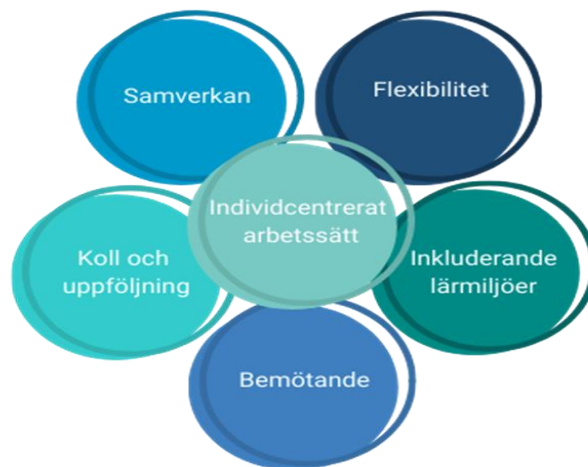 Samverkan
Flexibilitet
Individcentrerat
arbetssätt
Koll och
uppföljning
Inkluderande
lärmiljöer
Bemötande